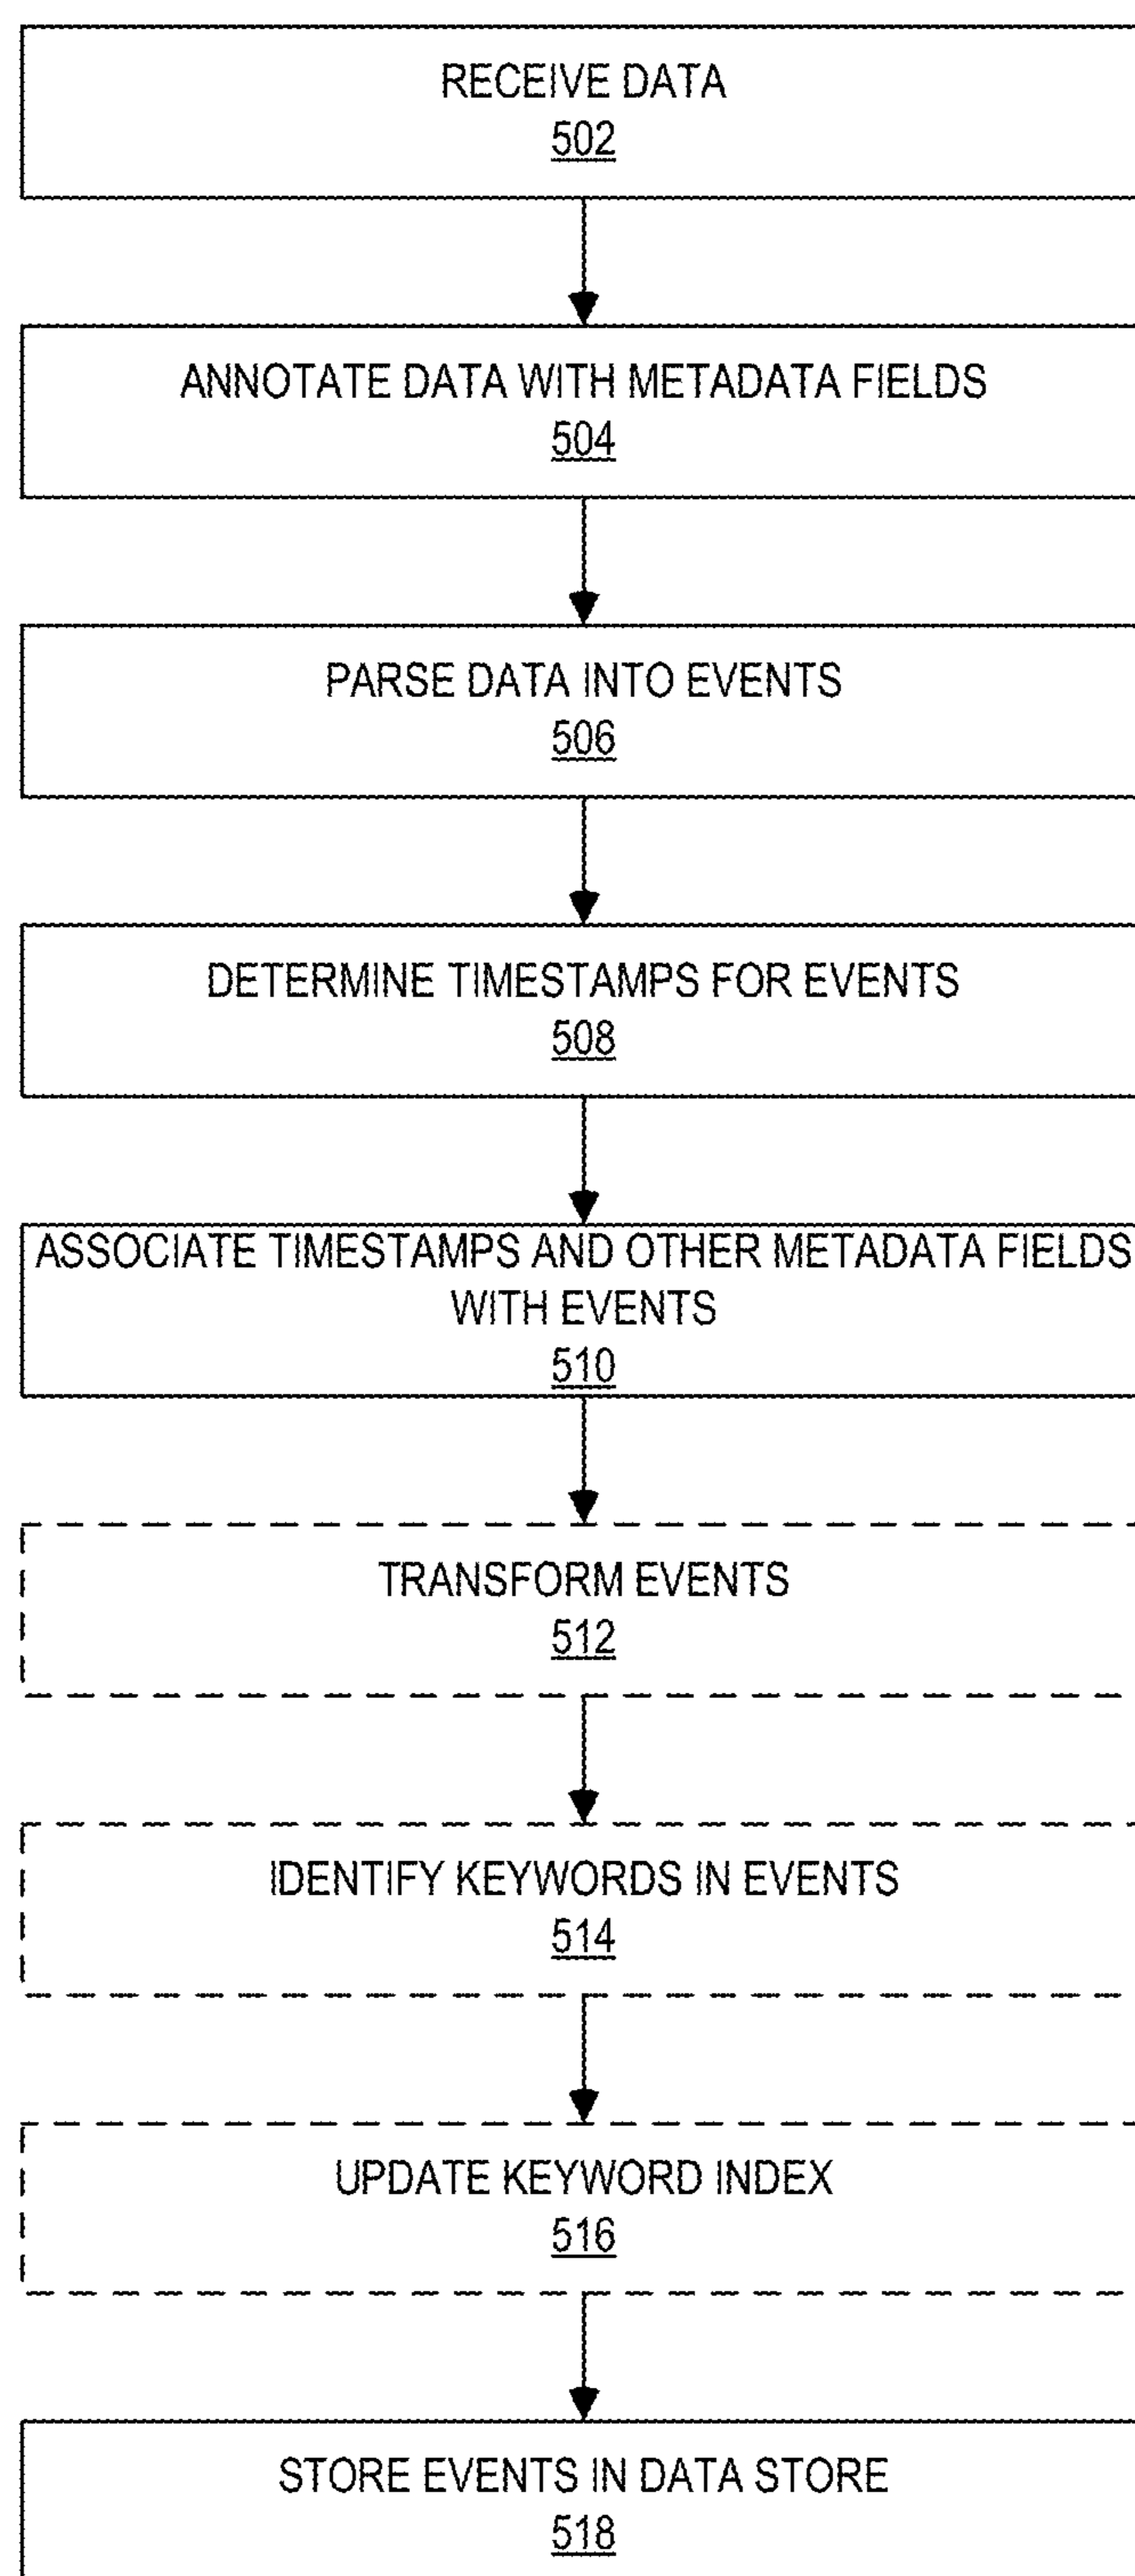 RECEIVE DATA
502
ANNOTATE DATA WITH METADATA FIELDS
504
PARSE DATA INTO EVENTS
506
DETERMINE TIMESTAMPS FOR EVENTS
508
ASSOCIATE TIMESTAMPS AND OTHER METADATA FIELDS
WITH EVENTS
510
TRANSFORM EVENTS
512
IDENTIFY KEYWORDS IN EVENTS
514
UPDATE KEYWORD INDEX
516
STORE EVENTS IN DATA STORE
518